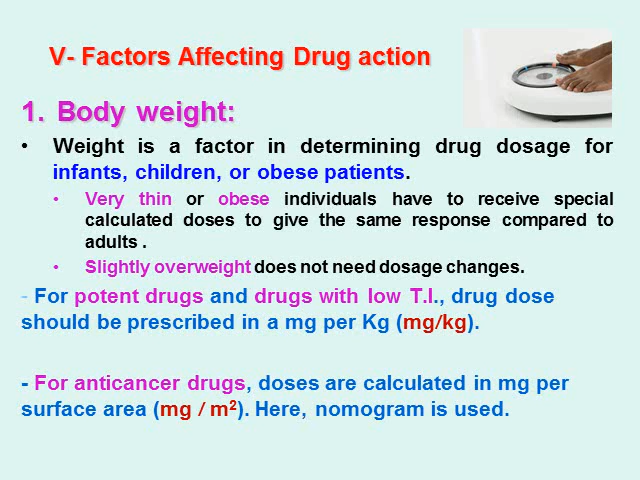 V- Factors Affecting Drug action
1. Body weight:
• Weight is a factor in determining drug dosage for
infants, children, or obese patients.
• Very thin or obese individuals have to receive special
calculated doses to give the same response compared to
adults .
• Slightly overweight does not need dosage changes.
- For potent drugs and drugs with low T.I., drug dose
should be prescribed in a mg per Kg (mg/kg).
- For anticancer drugs, doses are calculated in mg per
surface area (mg / m²). Here, nomogram is used.